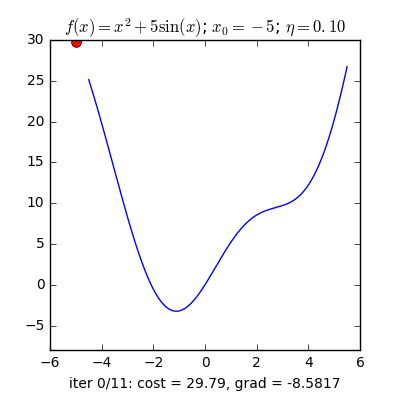 f(x) = x² + 5sin(x); x₀ = −5; η = 0.10
30
25
20
15
10
5
0
−5
−6 −4 −2 0 2 4 6
iter 0/11: cost = 29.79, grad = -8.5817